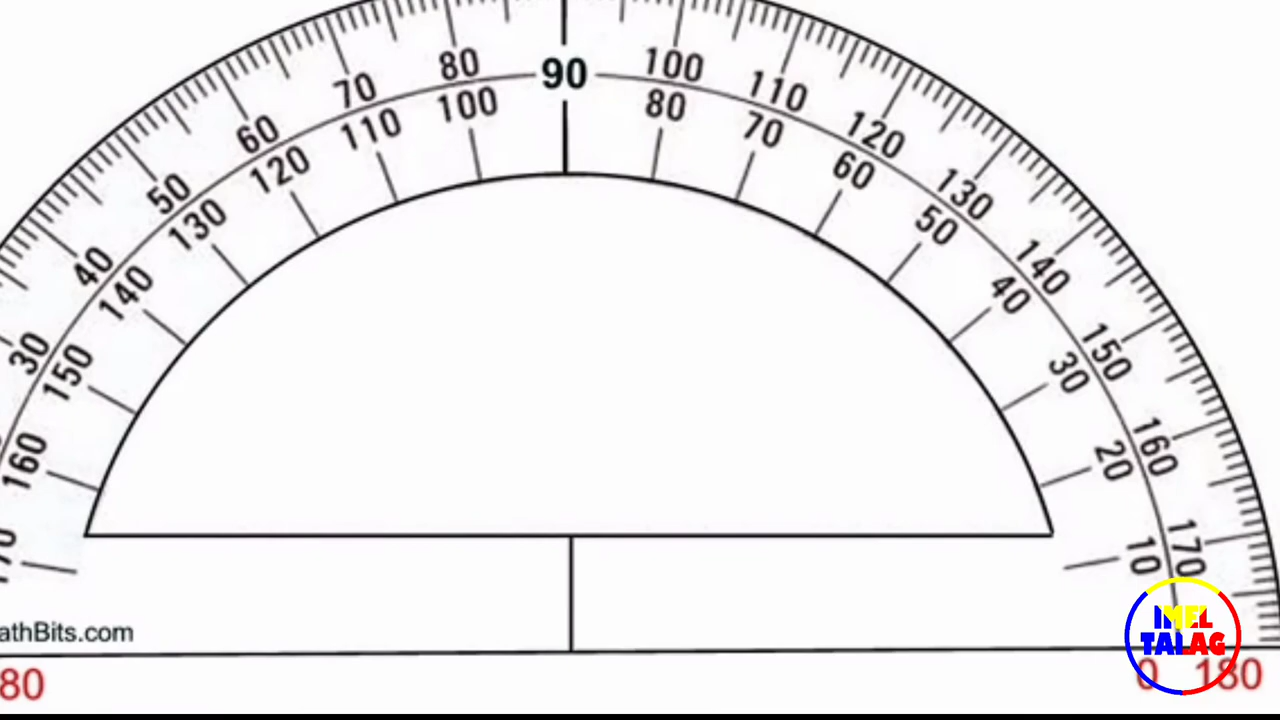 80 90 100
70 110
100 80
60 110 70 120
120 60
50 130
130 50
40 140
140 40
30 150
150 30
160 20 160
10 170
athBits.com
IMEL
TALAG
80 0 180